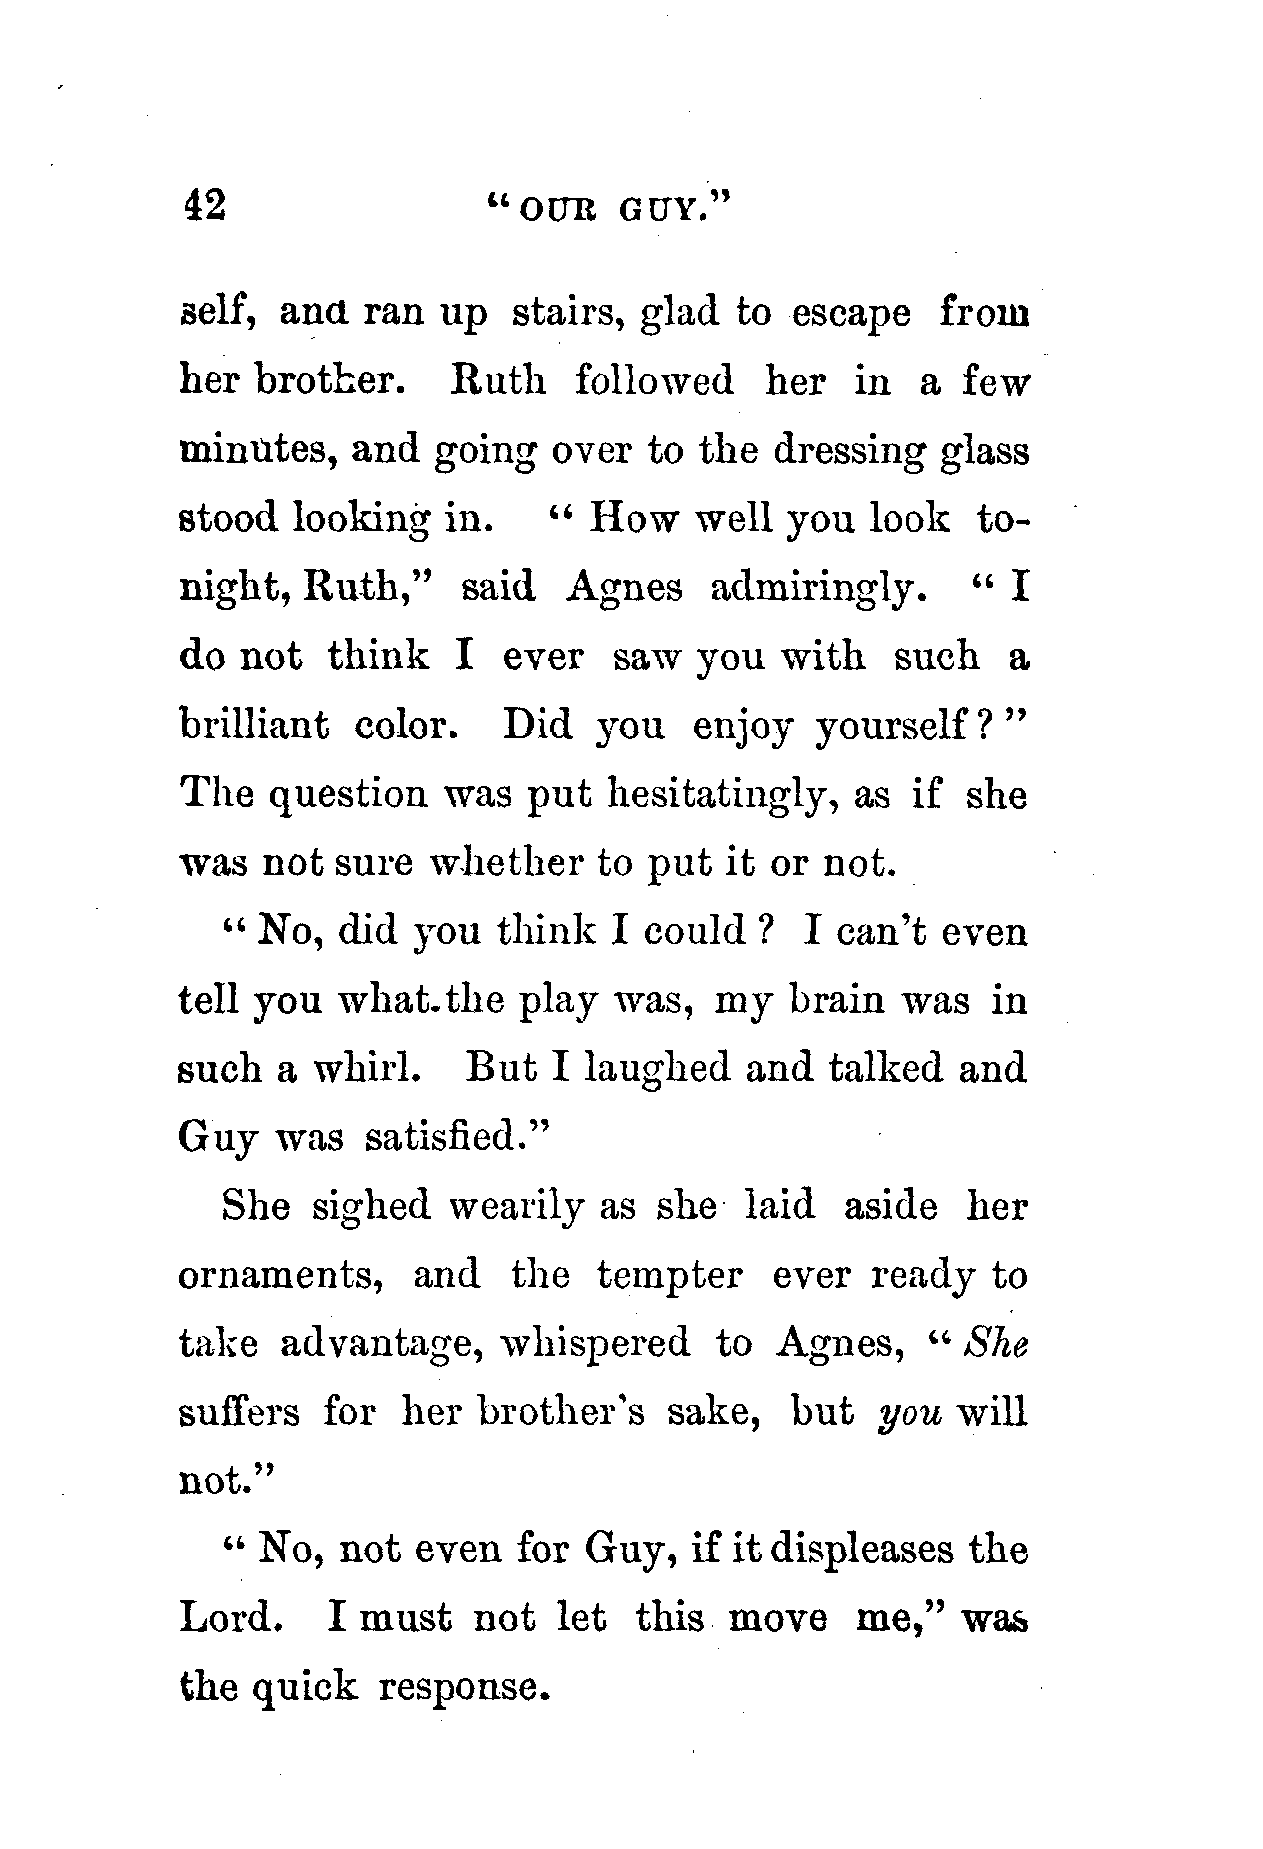 42 "OUR GUY."
self, and ran up stairs, glad to escape from
her brother. Ruth followed her in a few
minutes, and going over to the dressing glass
stood looking in. "How well you look to-
night, Ruth," said Agnes admiringly. "I
do not think I ever saw you with such a
brilliant color. Did you enjoy yourself?"
The question was put hesitatingly, as if she
was not sure whether to put it or not.
"No, did you think I could? I can't even
tell you what the play was, my brain was in
such a whirl. But I laughed and talked and
Guy was satisfied."
She sighed wearily as she laid aside her
ornaments, and the tempter ever ready to
take advantage, whispered to Agnes, "She
suffers for her brother's sake, but you will
not."
"No, not even for Guy, if it displeases the
Lord. I must not let this move me," was
the quick response.